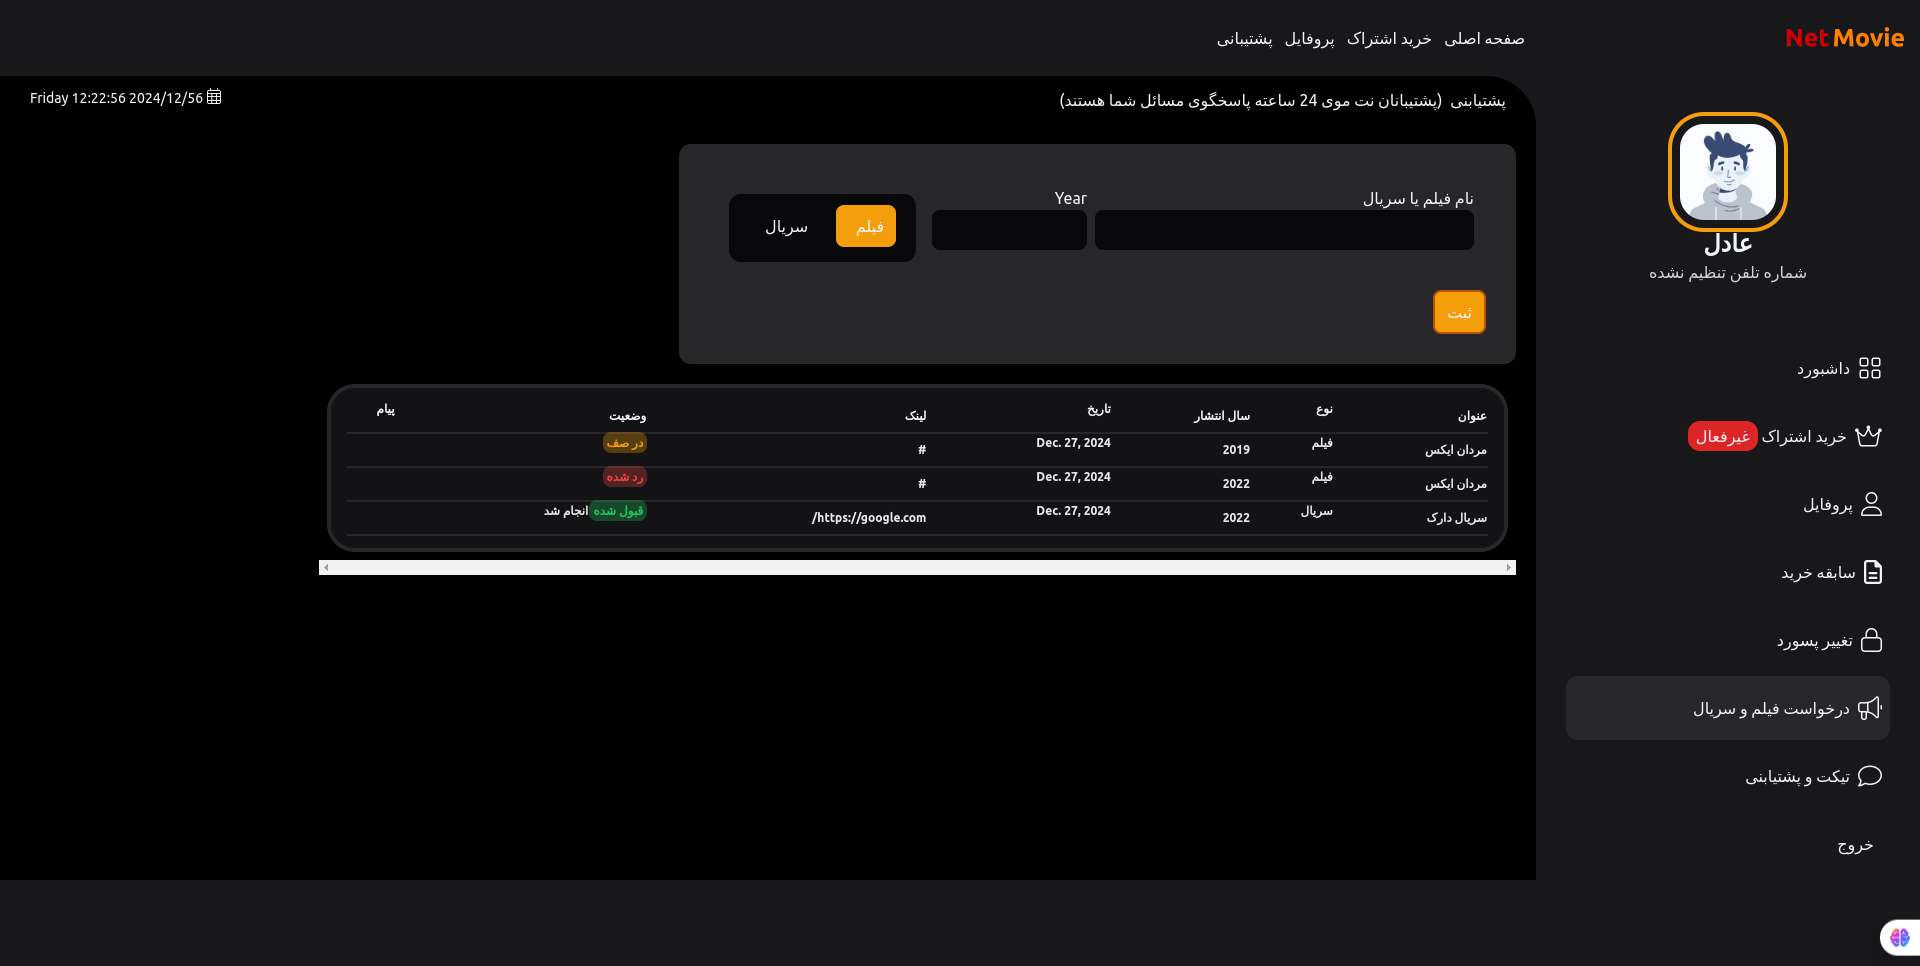 Net Movie
صفحه اصلی خرید اشتراک پروفایل پشتیبانی
عادل
شماره تلفن تنظیم نشده
داشبورد
خرید اشتراک غیرفعال
پروفایل
سابقه خرید
تغییر پسورد
درخواست فیلم و سریال
تیکت و پشتیابنی
خروج
پشتیابنی (پشتیبانان نت موی 24 ساعته پاسخگوی مسائل شما هستند)
Friday 12:22:56 2024/12/56
نام فیلم یا سریال Year
فیلم سریال
ثبت
عنوان سال انتشار نوع تاریخ لینک وضعیت پیام
مردان ایکس 2019 فیلم Dec. 27, 2024 # در صف
مردان ایکس 2022 فیلم Dec. 27, 2024 # رد شده
سریال دارک 2022 سریال Dec. 27, 2024 /https://google.com قبول شده انجام شد